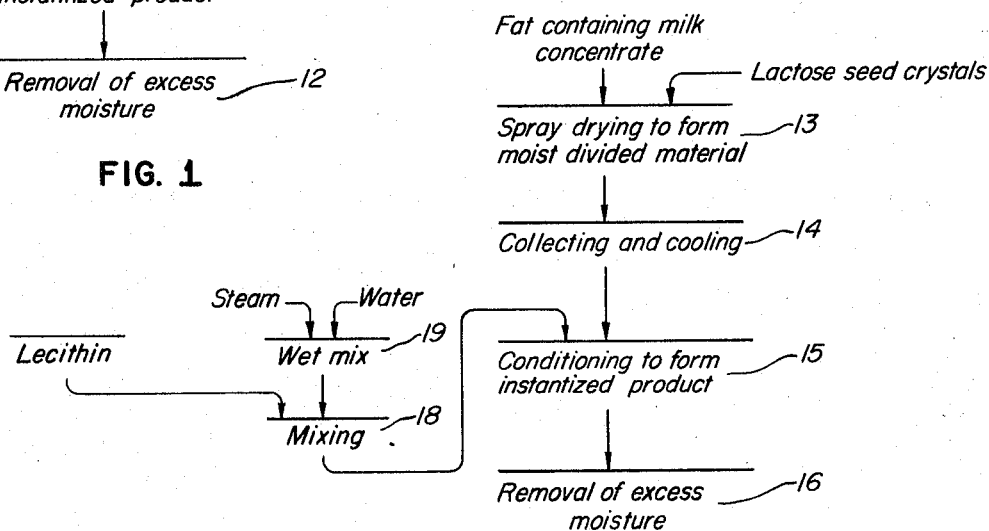 Removal of excess
moisture
12
FIG. 1
Fat containing milk
concentrate
Lactose seed crystals
Spray drying to form
moist divided material
13
Collecting and cooling
14
Steam
Water
Wet mix
19
Lecithin
Mixing
18
Conditioning to form
instantized product
15
Removal of excess
moisture
16